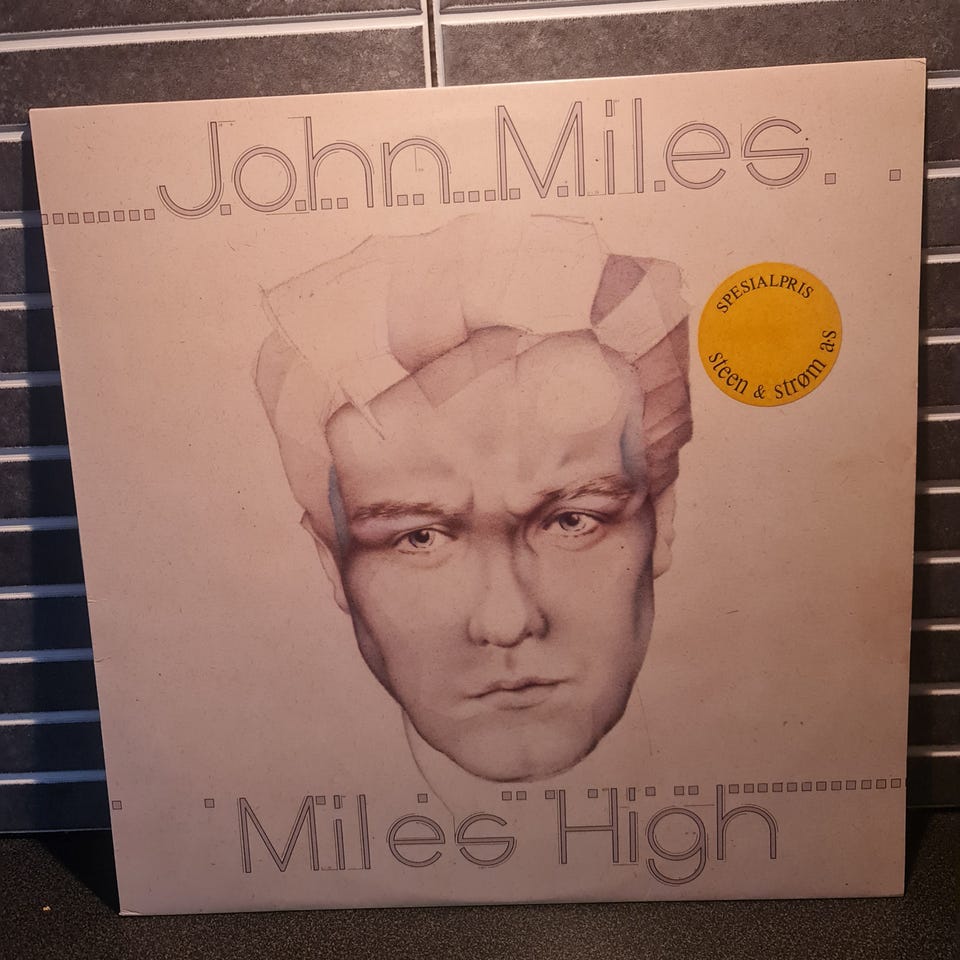 John Miles
SPESIALPRIS
steen & strøm a·s
Miles High